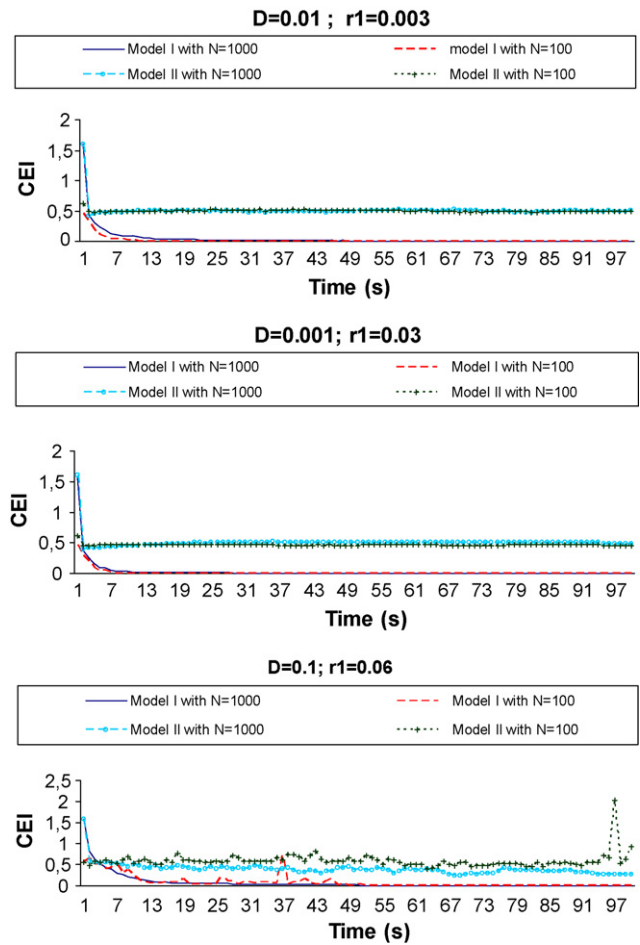 D=0.01 ; r1=0.003
Model I with N=1000
model I with N=100
Model II with N=1000
Model II with N=100
CEI
2
1,5
1
0,5
0
1 7 13 19 25 31 37 43 49 55 61 67 73 79 85 91 97
Time (s)
D=0.001; r1=0.03
Model I with N=1000
Model I with N=100
Model II with N=1000
Model II with N=100
CEI
2
1,5
1
0,5
0
1 7 13 19 25 31 37 43 49 55 61 67 73 79 85 91 97
Time (s)
D=0.1; r1=0.06
Model I with N=1000
Model I with N=100
Model II with N=1000
Model II with N=100
CEI
2,5
2
1,5
1
0,5
0
1 7 13 19 25 31 37 43 49 55 61 67 73 79 85 91 97
Time (s)